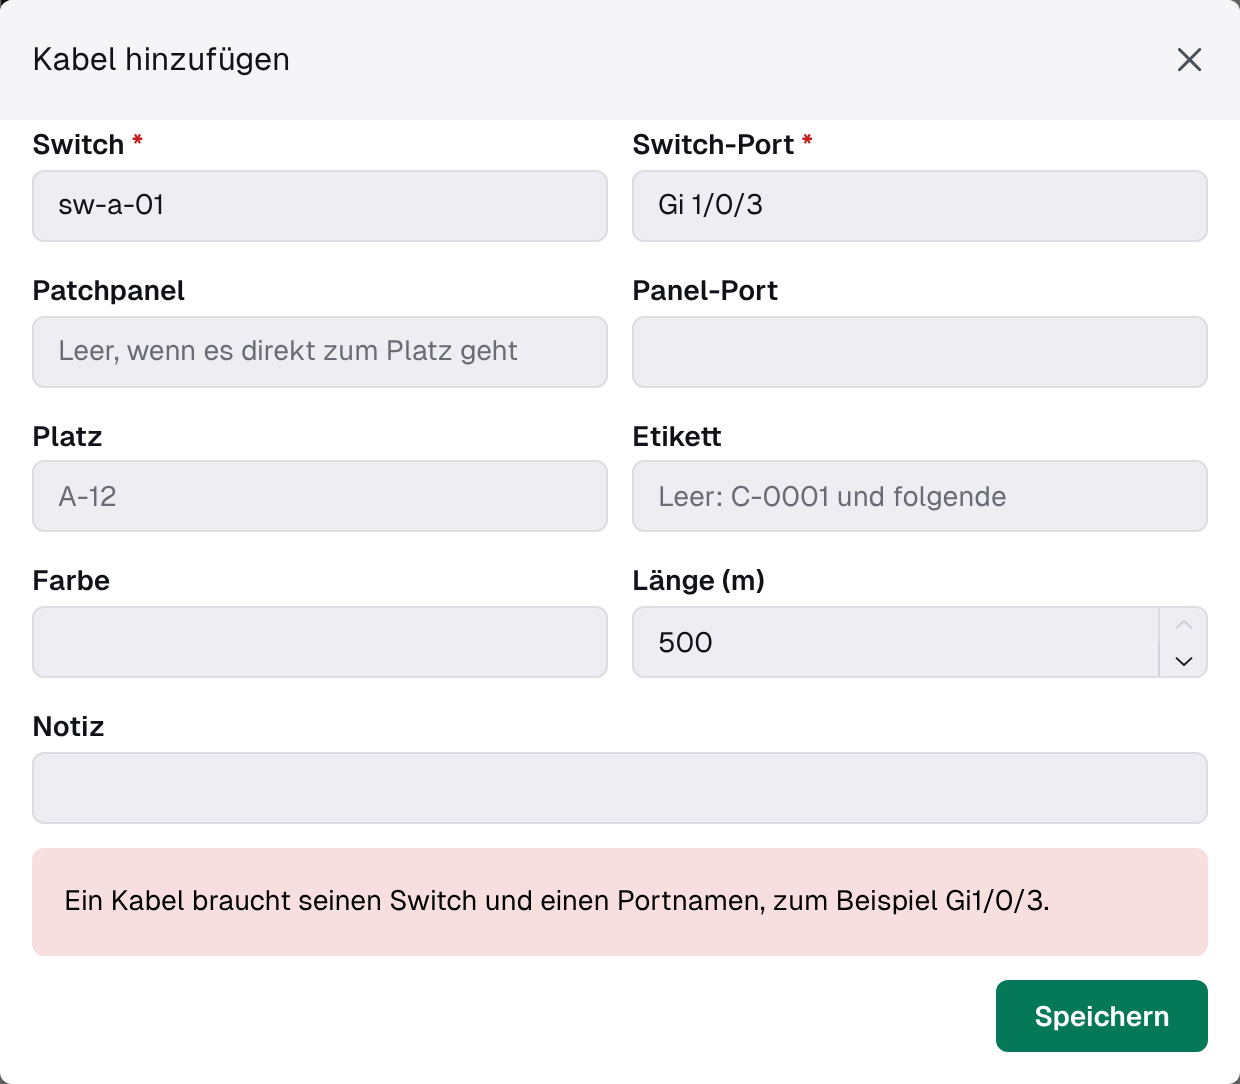 Kabel hinzufügen
Switch *
Switch-Port *
sw-a-01
Gi 1/0/3
Patchpanel
Panel-Port
Leer, wenn es direkt zum Platz geht
Platz
Etikett
A-12
Leer: C-0001 und folgende
Farbe
Länge (m)
500
Notiz
Ein Kabel braucht seinen Switch und einen Portnamen, zum Beispiel Gi1/0/3.
Speichern